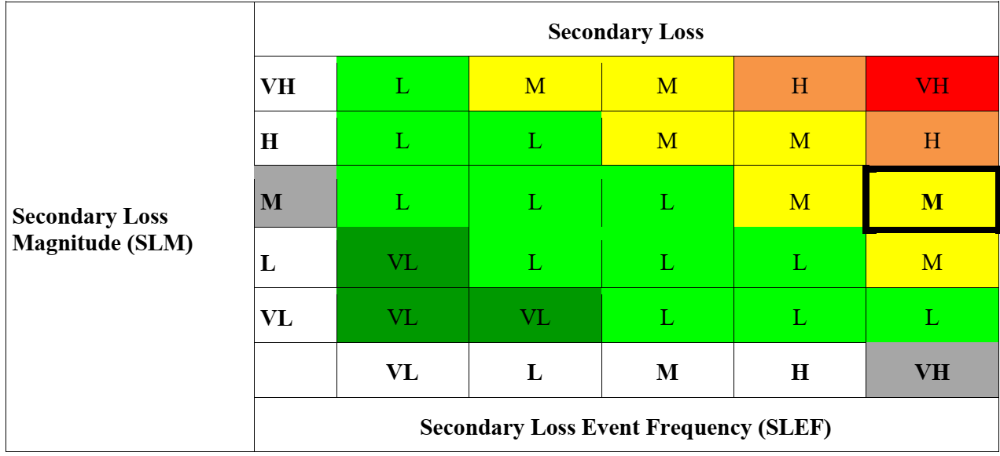 Secondary Loss
VH L M M H VH
H L L M M H
M L L L M M
Secondary Loss
Magnitude (SLM)
L VL L L L M
VL VL VL L L L
VL L M H VH
Secondary Loss Event Frequency (SLEF)